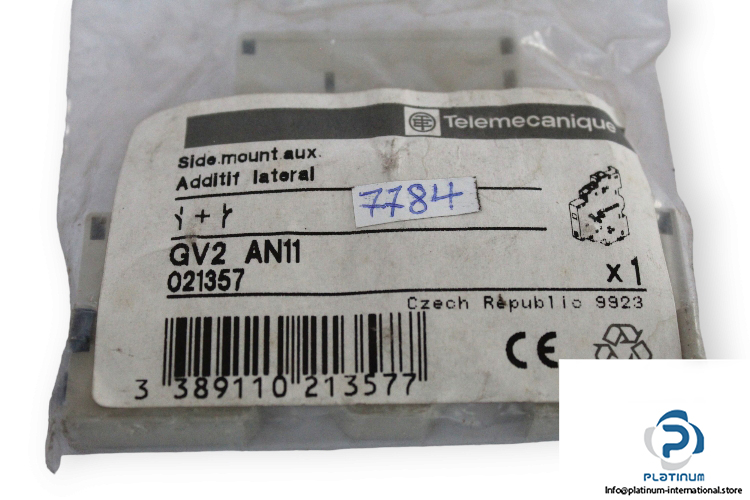 Telemecanique
Side.mount.aux.
Additif lateral
7784
+
GV2 AN11
021357
x 1
Czech Republic 9923
CE
3 389110 213577
PLATINUM
Info@platinum-international.store